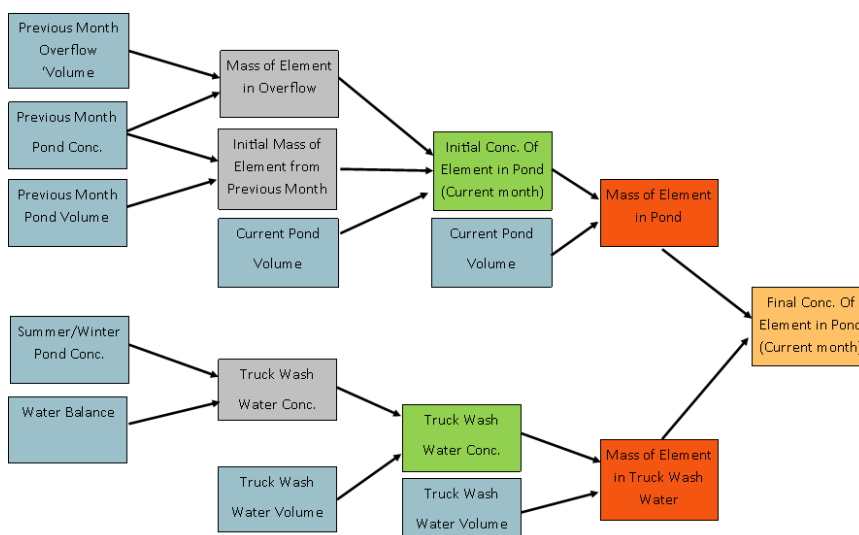 Previous Month
Overflow
‘Volume
Mass of Element
in Overflow
Previous Month
Pond Conc.
Initial Mass of
Element from
Previous Month
Initial Conc. Of
Element in Pond
(Current month)
Previous Month
Pond Volume
Mass of Element
in Pond
Current Pond
Volume
Current Pond
Volume
Final Conc. Of
Element in Pond
(Current month)
Summer/Winter
Pond Conc.
Truck Wash
Water Conc.
Water Balance
Truck Wash
Water Conc.
Mass of Element
in Truck Wash
Water
Truck Wash
Water Volume
Truck Wash
Water Volume